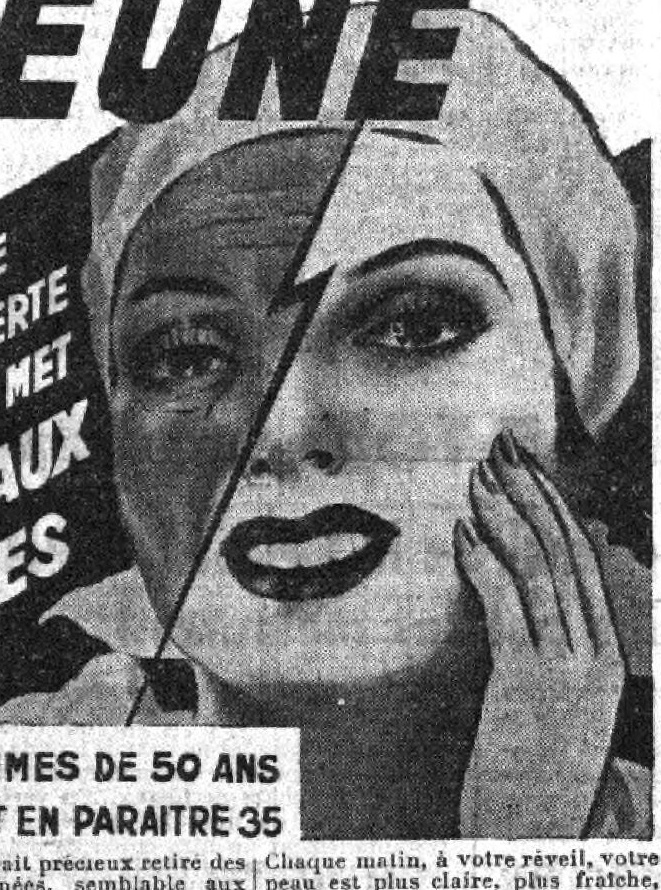 EUNE
E
ERTE
MET
AUX
ES
MES DE 50 ANS
T EN PARAITRE 35
ait précieux retiré des
nées, semblable aux
Chaque matin, à votre réveil, votre
peau est plus claire, plus fraîche,